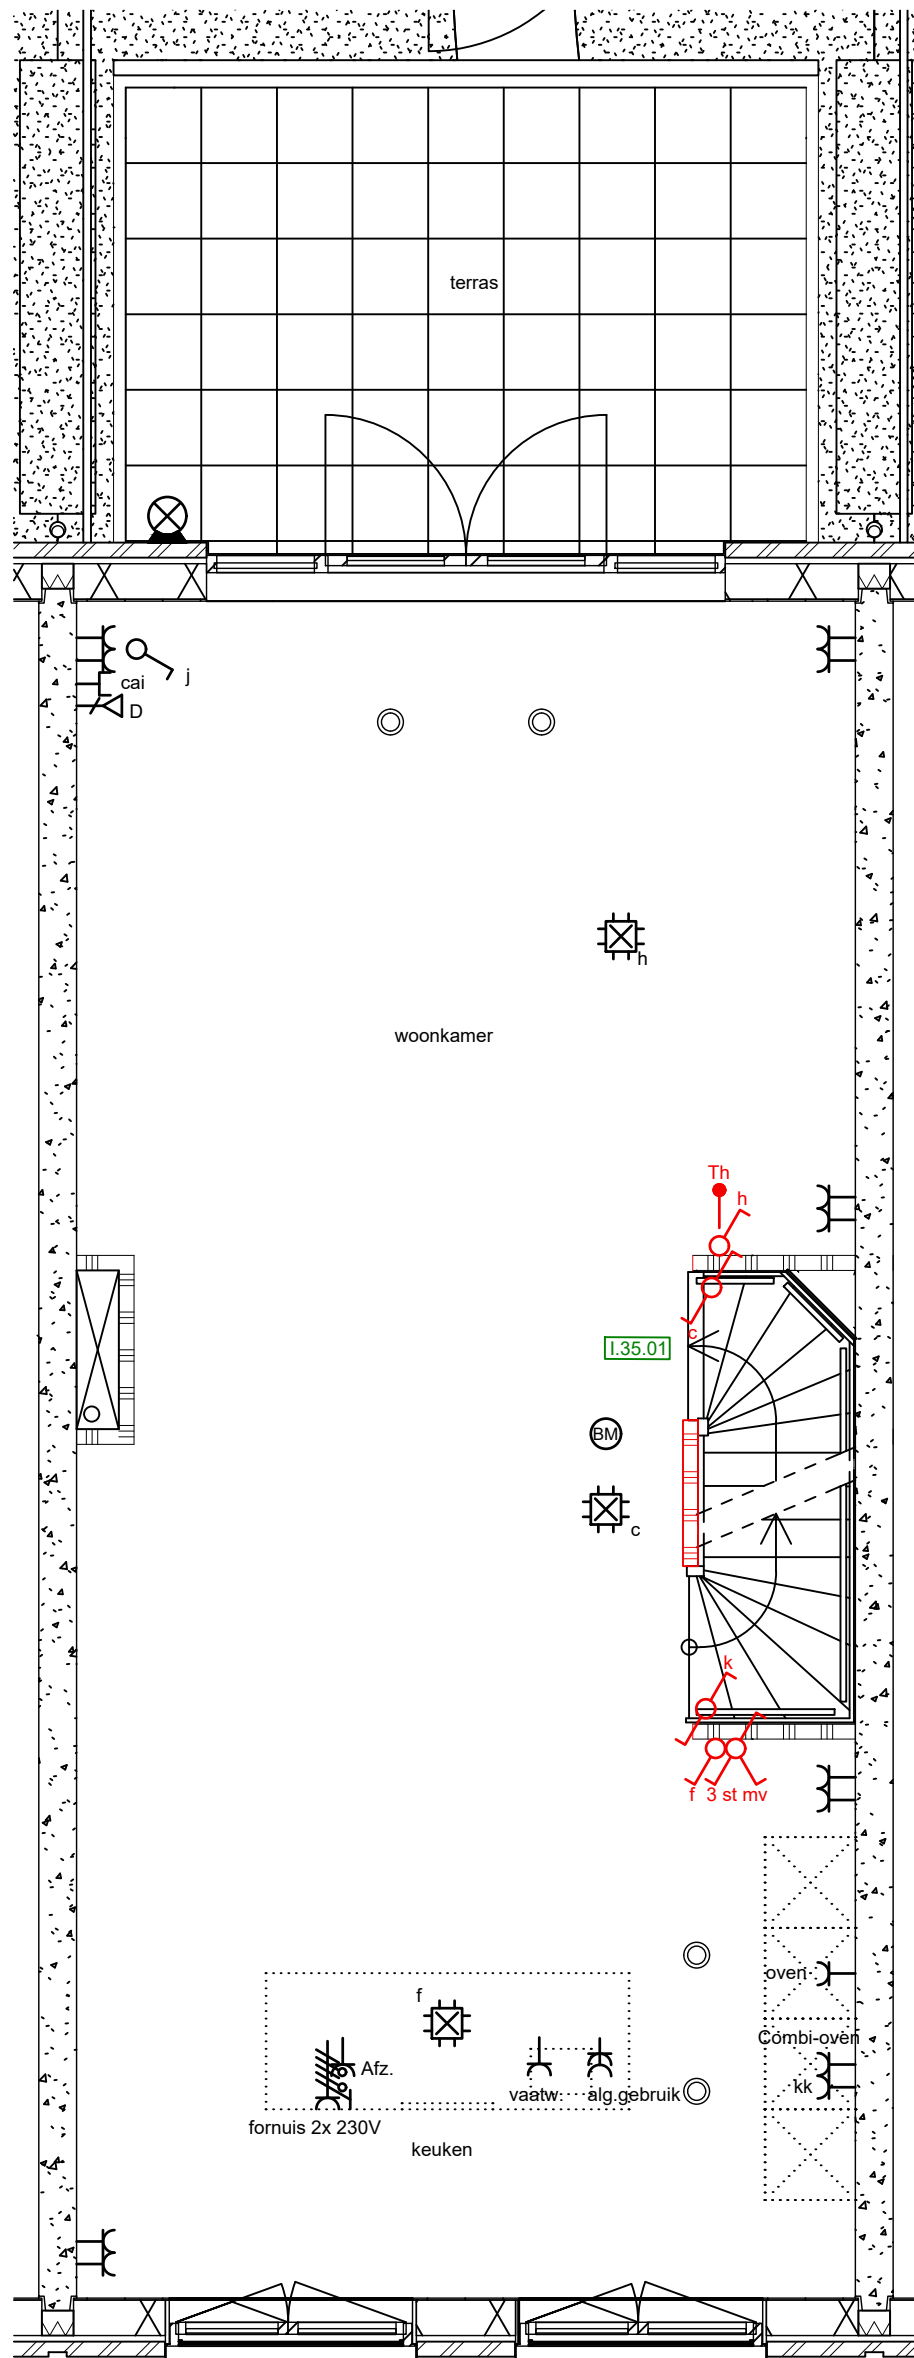 terras
j
cai
D
h
woonkamer
Th
h
c
I.35.01
BM
c
k
f 3 st mv
oven
f
Combi-oven
Afz.
kk
vaatw.
alg.gebruik
fornuis 2x 230V
keuken